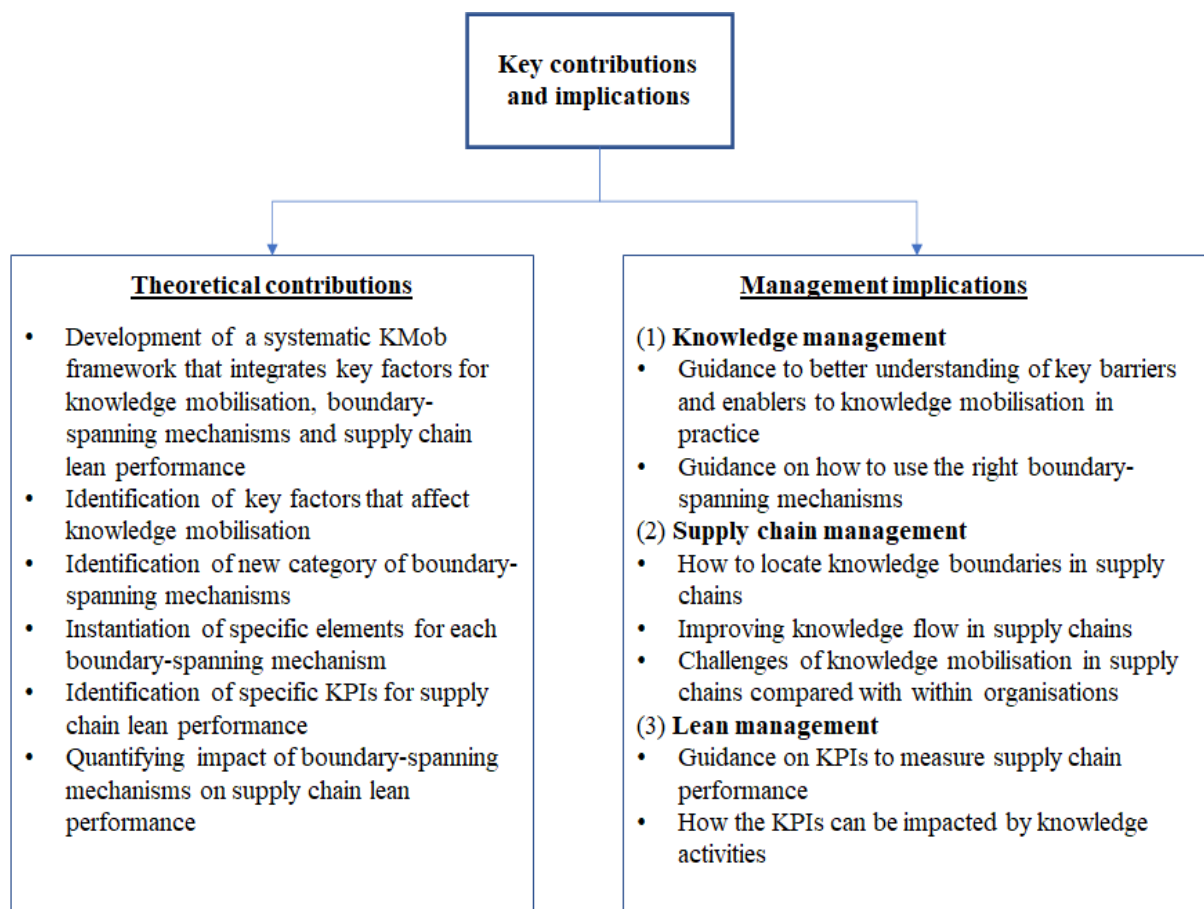 Key contributions
and implications
Theoretical contributions
• Development of a systematic KMob
framework that integrates key factors for
knowledge mobilisation, boundary-
spanning mechanisms and supply chain
lean performance
• Identification of key factors that affect
knowledge mobilisation
• Identification of new category of boundary-
spanning mechanisms
• Instantiation of specific elements for each
boundary-spanning mechanism
• Identification of specific KPIs for supply
chain lean performance
• Quantifying impact of boundary-spanning
mechanisms on supply chain lean
performance
Management implications
(1) Knowledge management
• Guidance to better understanding of key barriers
and enablers to knowledge mobilisation in
practice
• Guidance on how to use the right boundary-
spanning mechanisms
(2) Supply chain management
• How to locate knowledge boundaries in supply
chains
• Improving knowledge flow in supply chains
• Challenges of knowledge mobilisation in supply
chains compared with within organisations
(3) Lean management
• Guidance on KPIs to measure supply chain
performance
• How the KPIs can be impacted by knowledge
activities